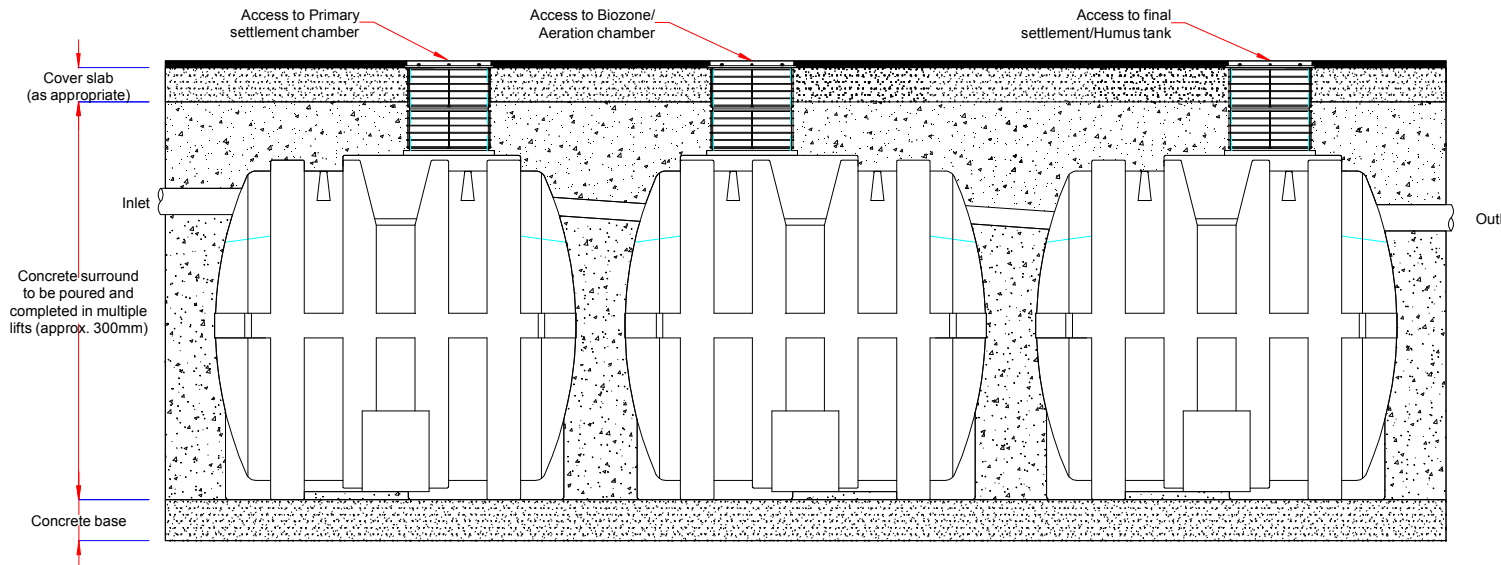 Access to Primary
settlement chamber
Access to Biozone/
Aeration chamber
Access to final
settlement/Humus tank
Cover slab
(as appropriate)
Inlet
Outl
Concrete surround
to be poured and
completed in multiple
lifts (approx. 300mm)
Concrete base